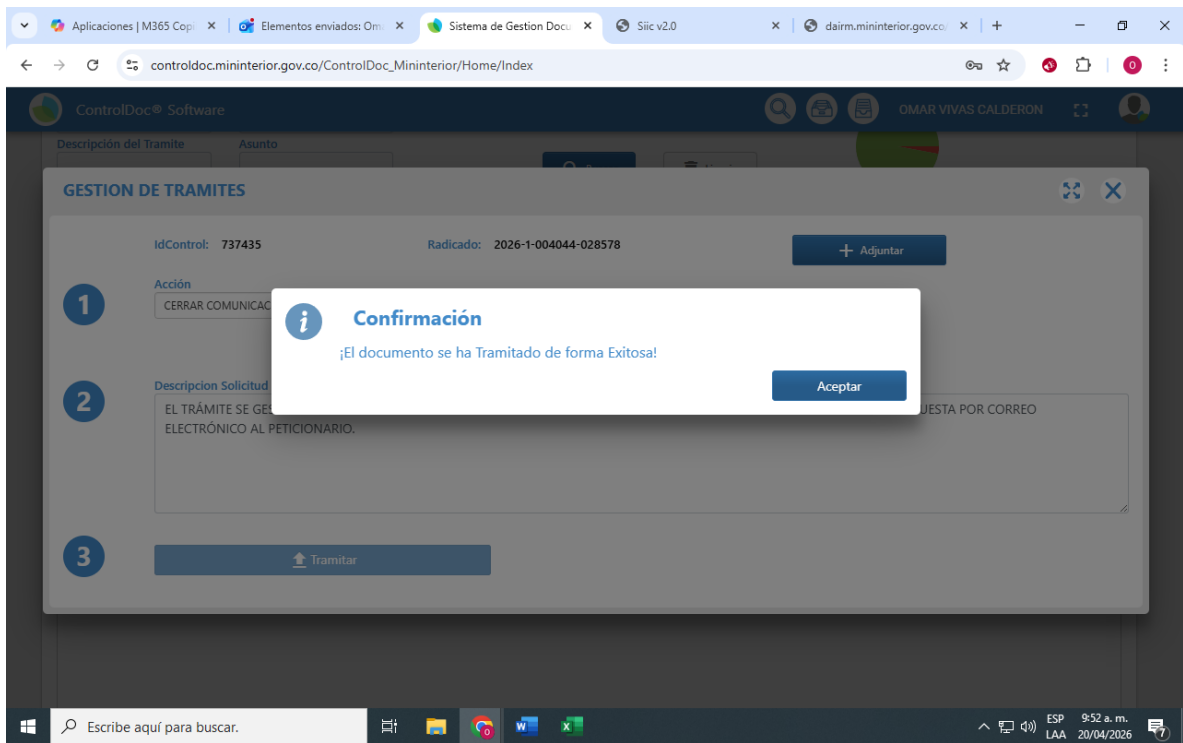 Aplicaciones | M365 Cop
Elementos enviados: Om
Sistema de Gestion Docu
Siic v2.0
dairm.mininterior.gov.co/
controldoc.mininterior.gov.co/ControlDoc_Mininterior/Home/Index
ControlDoc® Software
OMAR VIVAS CALDERON
Descripción del Tramite Asunto
GESTION DE TRAMITES
IdControl: 737435 Radicado: 2026-1-004044-028578
+ Adjuntar
1
Acción
CERRAR COMUNICAC
i
Confirmación
¡El documento se ha Tramitado de forma Exitosa!
Aceptar
2
Descripcion Solicitud
EL TRÁMITE SE GES UESTA POR CORREO
ELECTRÓNICO AL PETICIONARIO.
3
Tramitar
Escribe aquí para buscar.
ESP 9:52 a. m.
LAA 20/04/2026
7